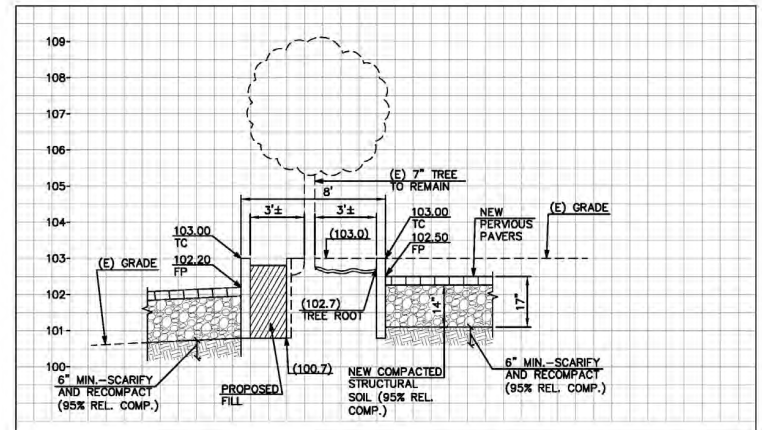 109-
108-
107-
106-
105-
104-
103-
102-
101-
100-
(E) 7" TREE
TO REMAIN
8'
3'±
3'±
103.00
TC
102.20
FP
(E) GRADE
(103.0)
103.00
TC
102.50
FP
NEW
PERVIOUS
PAVERS
(E) GRADE
(102.7)
TREE ROOT
14"
17"
(100.7)
6" MIN.-SCARIFY
AND RECOMPACT
(95% REL. COMP.)
PROPOSED
FILL
NEW COMPACTED
STRUCTURAL
SOIL (95% REL.
COMP.)
6" MIN.-SCARIFY
AND RECOMPACT
(95% REL. COMP.)